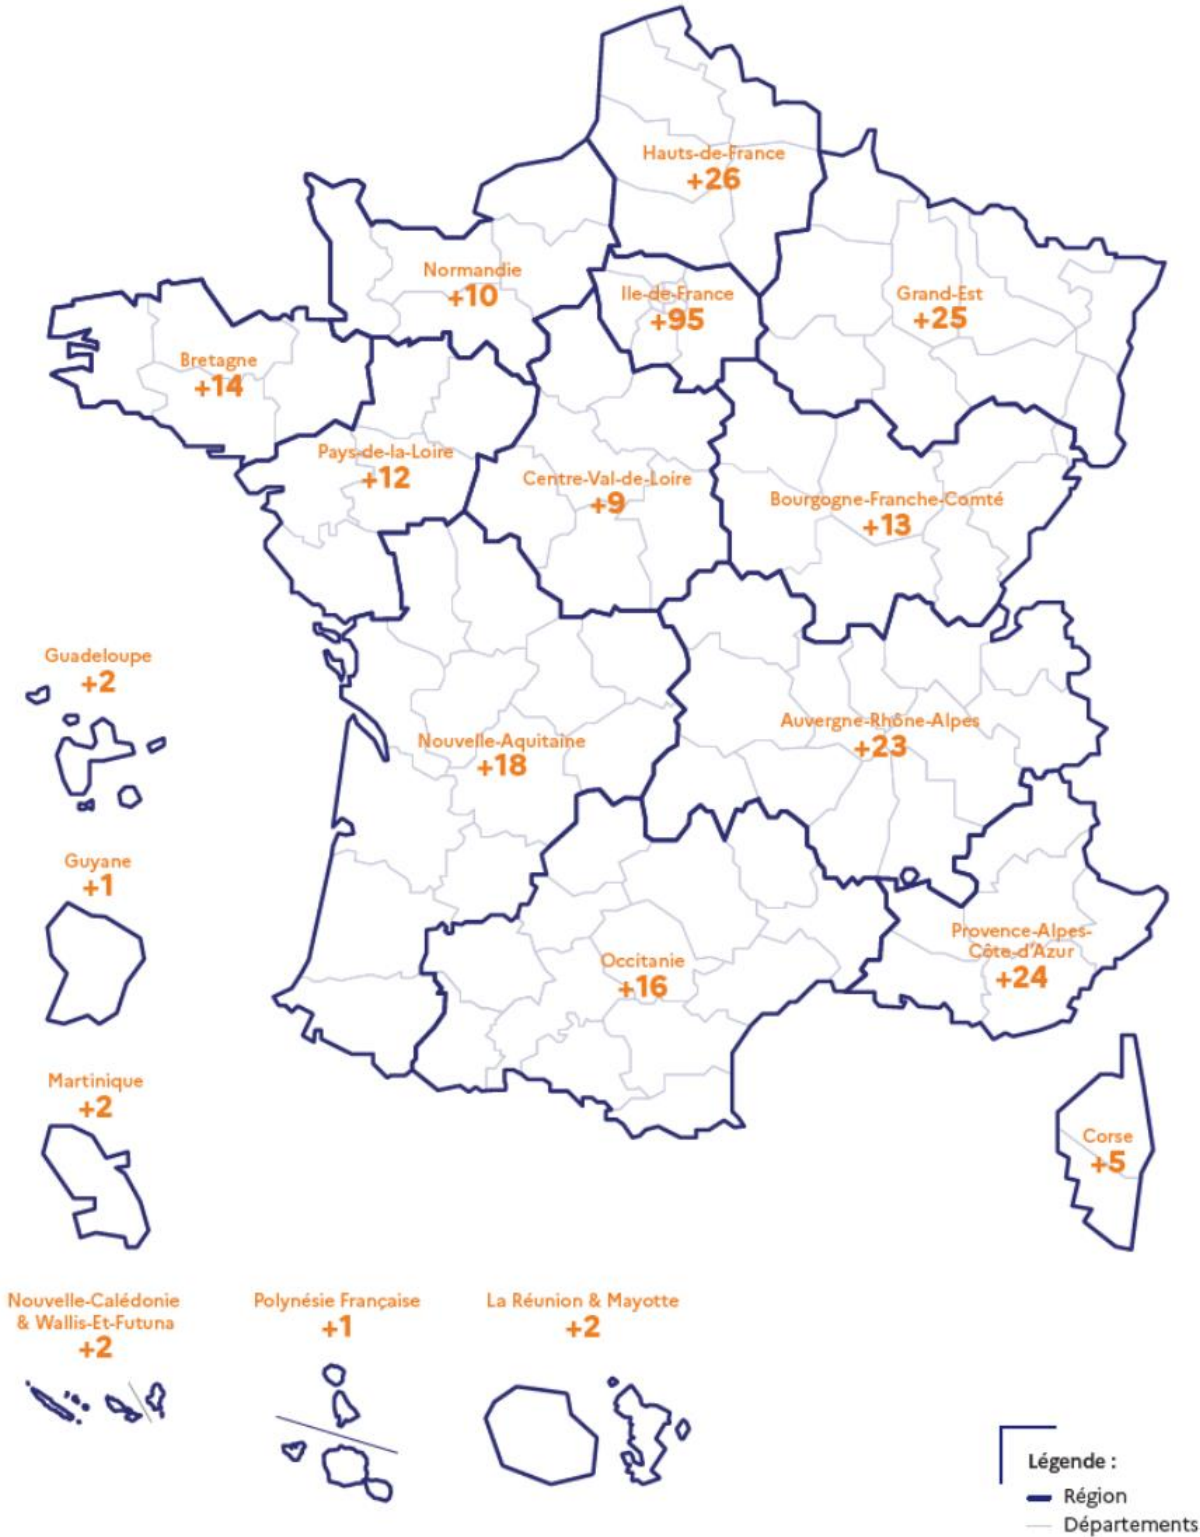 Hauts-de-France
+26
Normandie
+10
Ile-de-France
+95
Grand-Est
+25
Bretagne
+14
Pays-de-la-Loire
+12
Centre-Val-de-Loire
+9
Bourgogne-Franche-Comté
+13
Guadeloupe
+2
Nouvelle-Aquitaine
+18
Auvergne-Rhône-Alpes
+23
Guyane
+1
Occitanie
+16
Provence-Alpes-
Côte-d'Azur
+24
Martinique
+2
Corse
+5
Nouvelle-Calédonie
& Wallis-Et-Futuna
+2
Polynésie Française
+1
La Réunion & Mayotte
+2
Légende :
Région
Départements